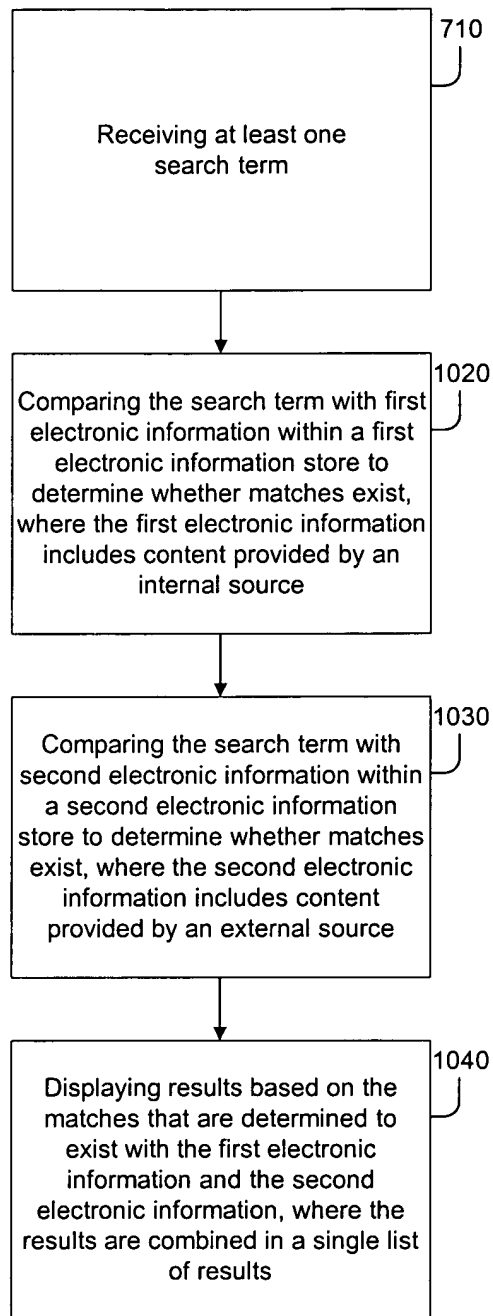 710
Receiving at least one
search term
1020
Comparing the search term with first
electronic information within a first
electronic information store to
determine whether matches exist,
where the first electronic information
includes content provided by an
internal source
1030
Comparing the search term with
second electronic information within
a second electronic information
store to determine whether matches
exist, where the second electronic
information includes content
provided by an external source
1040
Displaying results based on the
matches that are determined to
exist with the first electronic
information and the second
electronic information, where the
results are combined in a single list
of results